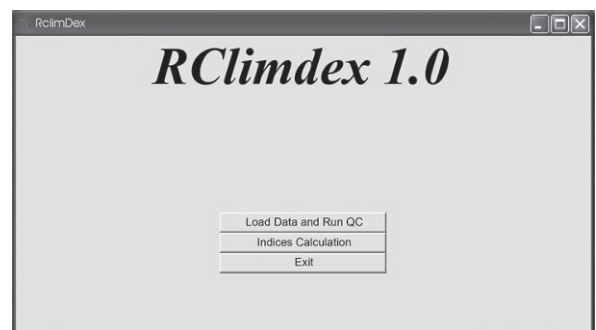 RclimDex
RClimdex 1.0
Load Data and Run QC
Indices Calculation
Exit